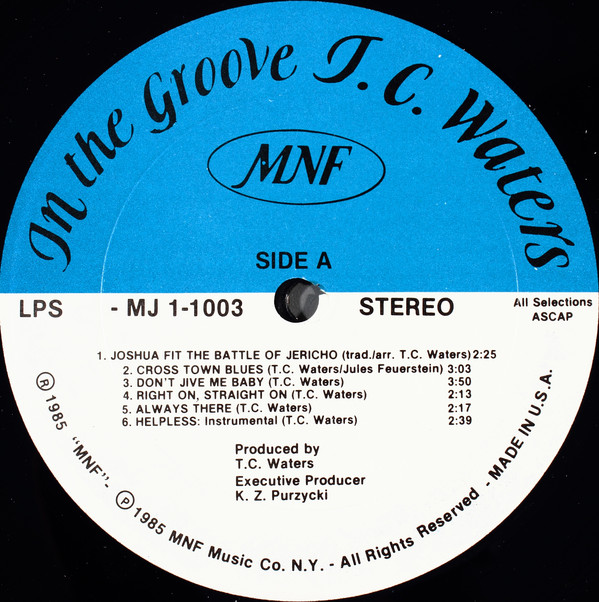 In the Groove T. C. Waters
MNF
SIDE A
LPS - MJ 1-1003 STEREO
All Selections
ASCAP
1. JOSHUA FIT THE BATTLE OF JERICHO (trad./arr. T.C. Waters) 2:25
2. CROSS TOWN BLUES (T.C. Waters/Jules Feuerstein) 3:03
3. DON'T JIVE ME BABY (T.C. Waters) 3:50
4. RIGHT ON, STRAIGHT ON (T.C. Waters) 2:13
5. ALWAYS THERE (T.C. Waters) 2:17
6. HELPLESS: Instrumental (T.C. Waters) 2:39
Produced by
T.C. Waters
Executive Producer
K. Z. Purzycki
® 1985 "MNF" - ℗ 1985 MNF Music Co. N.Y. - All Rights Reserved - MADE IN U.S.A.